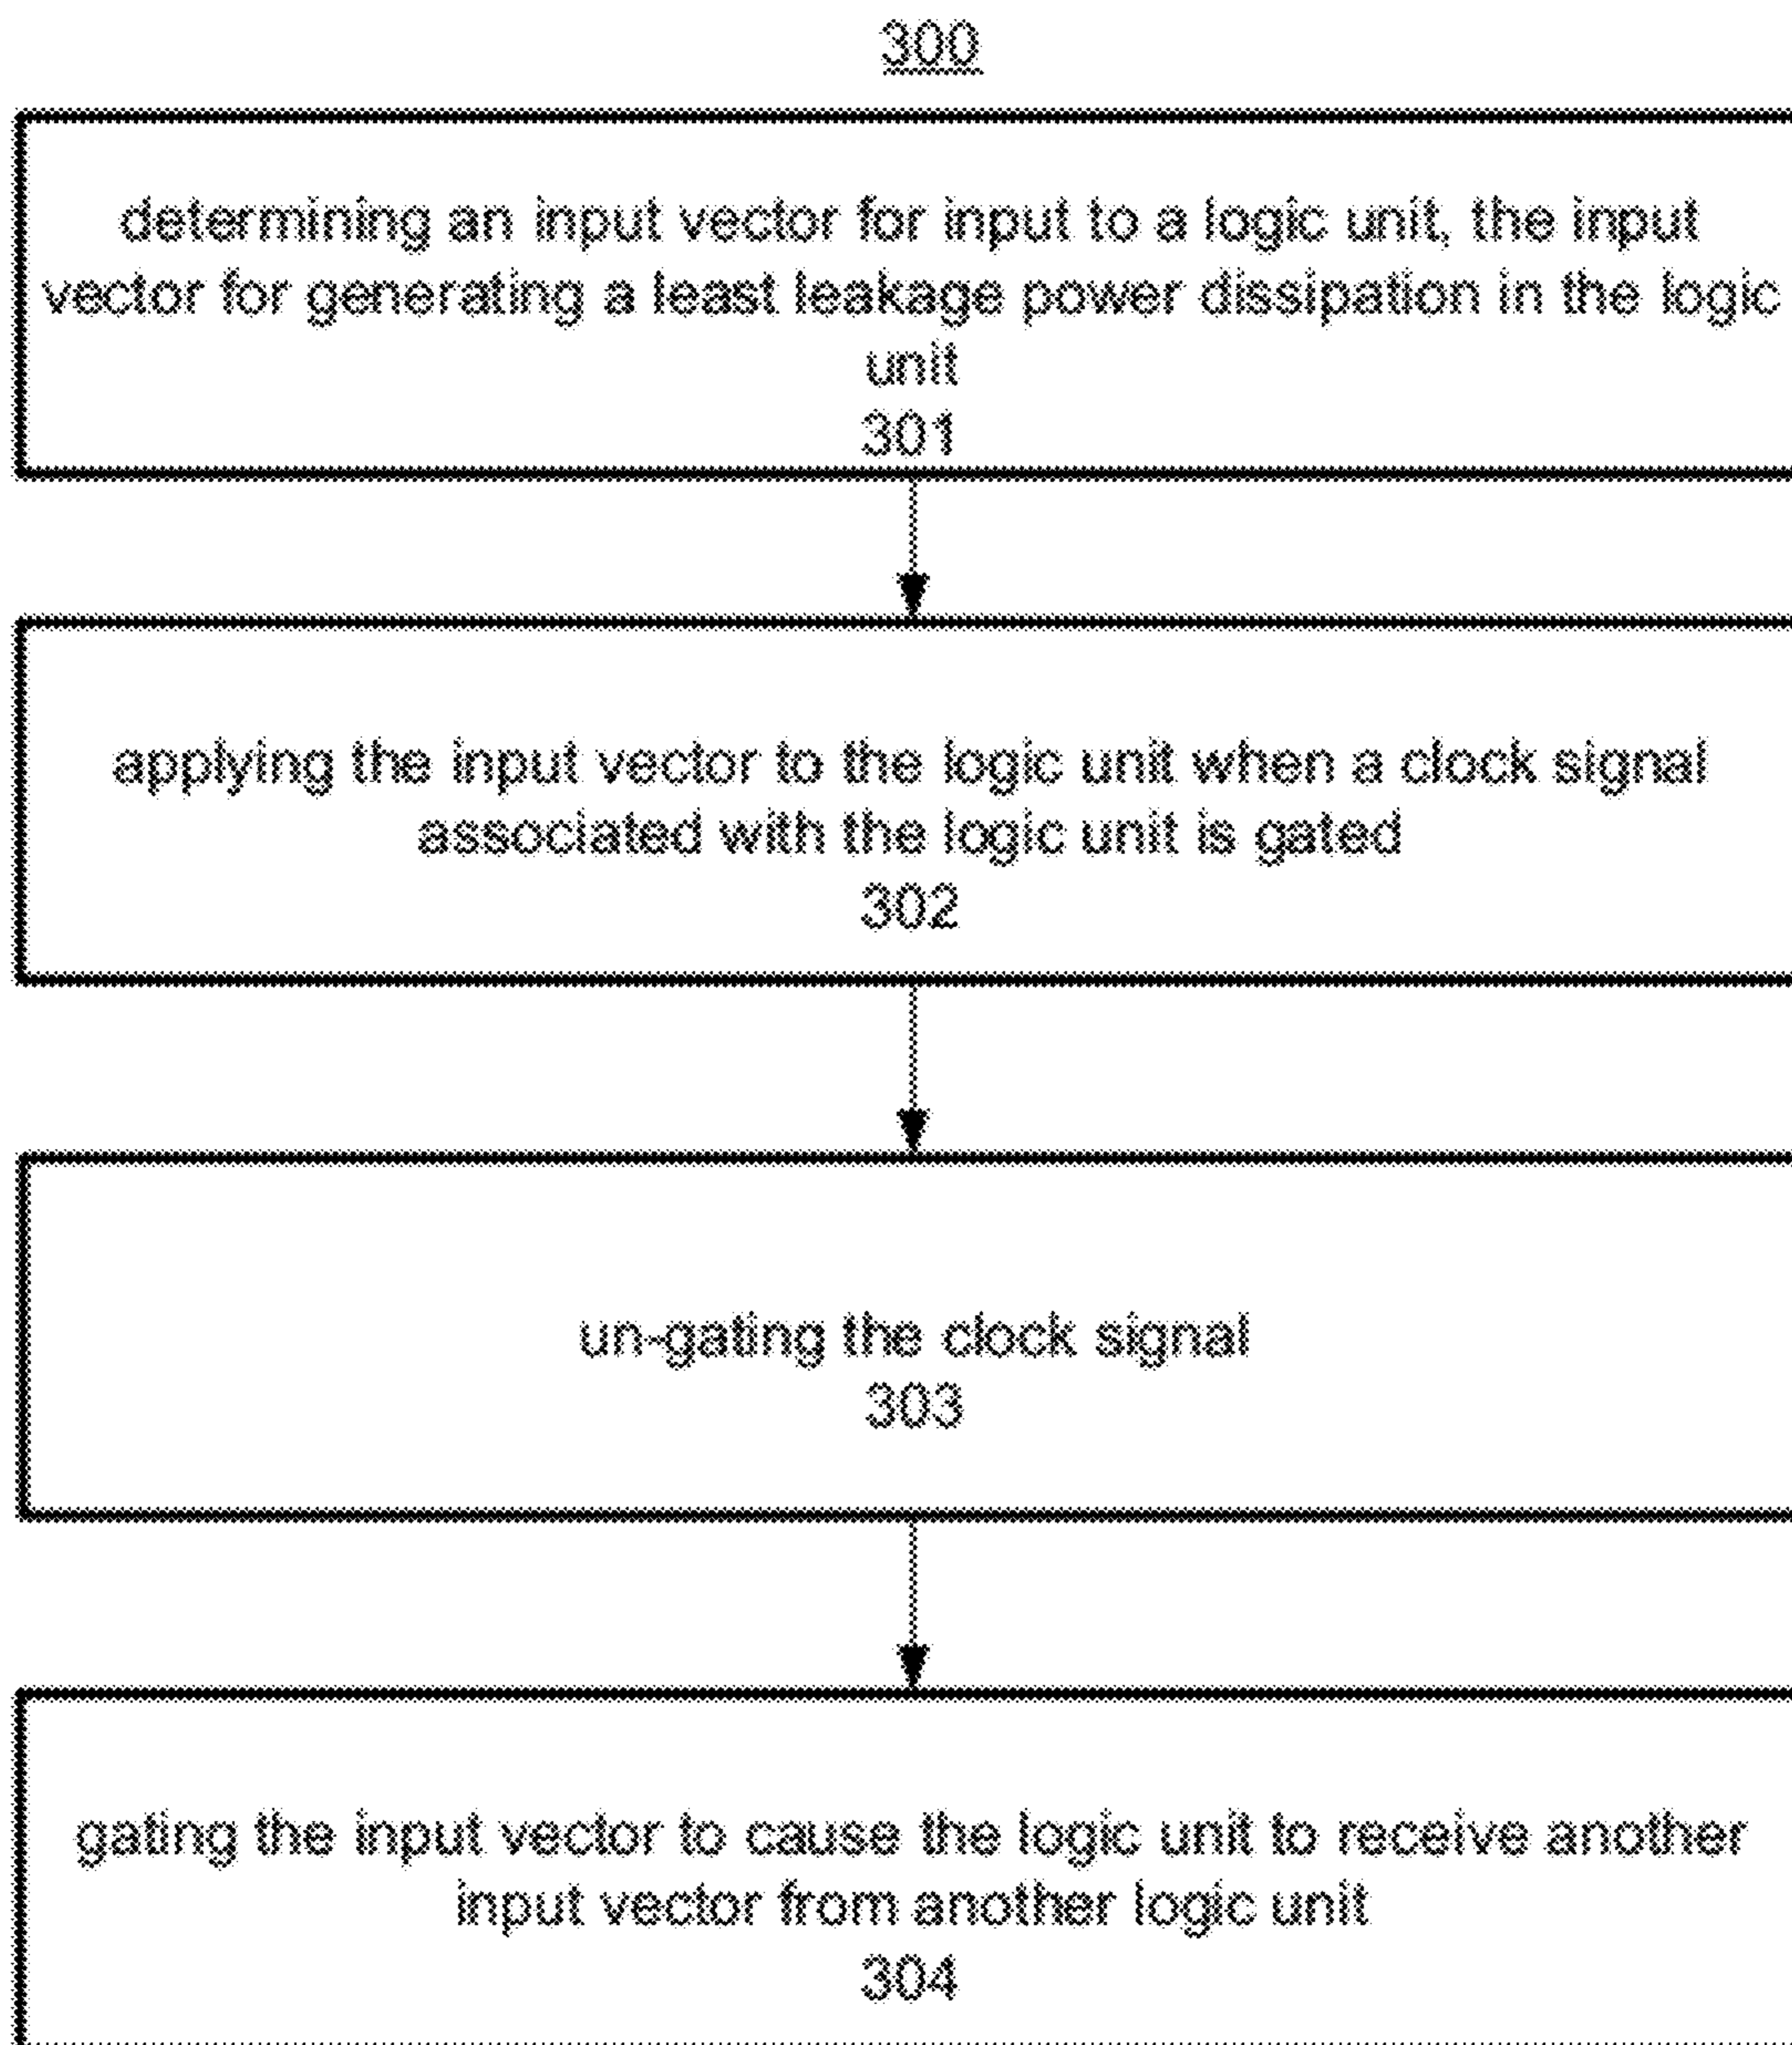 300
determining an input vector for input to a logic unit, the input
vector for generating a least leakage power dissipation in the logic
unit
301
applying the input vector to the logic unit when a clock signal
associated with the logic unit is gated
302
un-gating the clock signal
303
gating the input vector to cause the logic unit to receive another
input vector from another logic unit
304